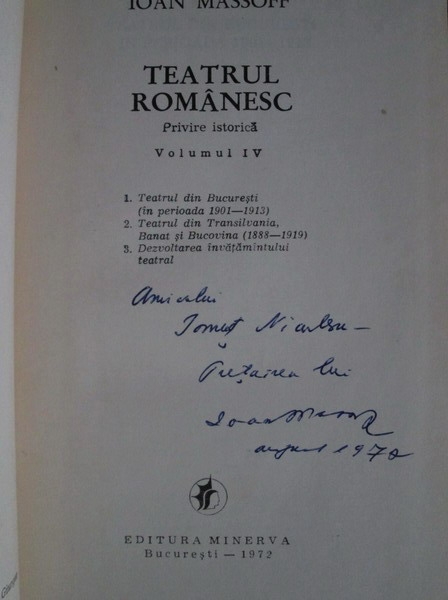 IOAN MASSOFF
TEATRUL
ROMÂNESC
Privire istorică
Volumul IV
1. Teatrul din București
(în perioada 1901—1913)
2. Teatrul din Transilvania,
Banat și Bucovina (1888—1919)
3. Dezvoltarea învățămîntului
teatral
Amicului
Ionuț Niculescu —
Prețuirea lui
Ioan Massoff
august 1972
EDITURA MINERVA
București — 1972